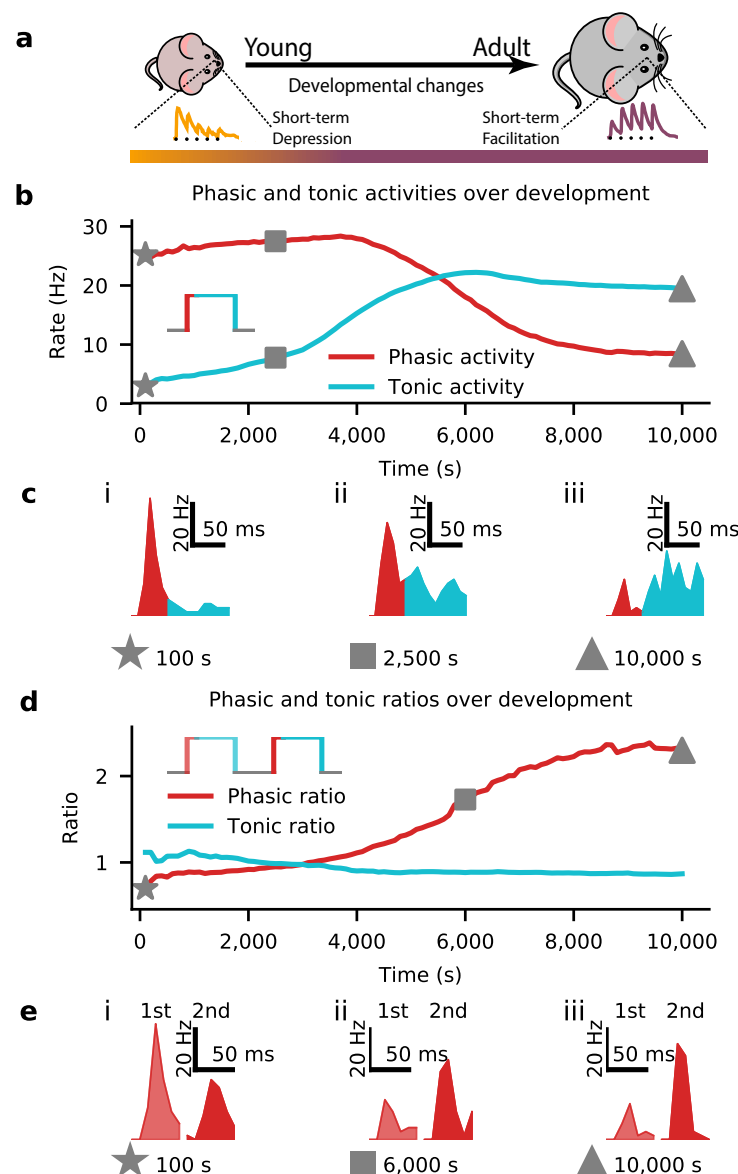 a
Young
Adult
Developmental changes
Short-term
Depression
Short-term
Facilitation
b
Phasic and tonic activities over development
Rate (Hz)
30
20
10
0
Phasic activity
Tonic activity
0 2,000 4,000 6,000 8,000 10,000
Time (s)
c
i
20 Hz
50 ms
100 s
ii
20 Hz
50 ms
2,500 s
iii
20 Hz
50 ms
10,000 s
d
Phasic and tonic ratios over development
Ratio
2
1
Phasic ratio
Tonic ratio
0 2,000 4,000 6,000 8,000 10,000
Time (s)
e
i
1st 2nd
20 Hz
50 ms
100 s
ii
1st 2nd
20 Hz
50 ms
6,000 s
iii
1st 2nd
20 Hz
50 ms
10,000 s